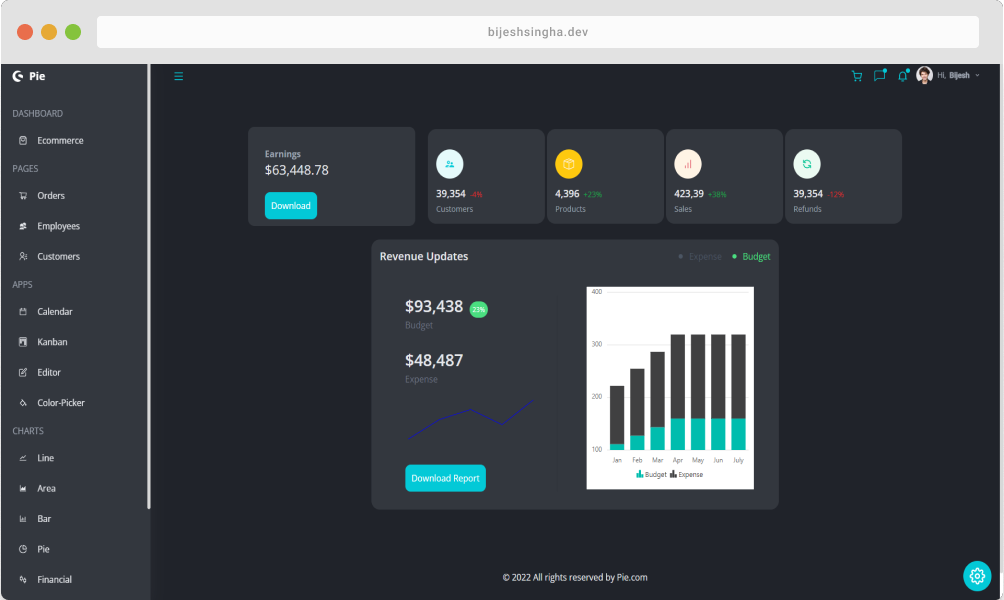 bijeshsingha.dev
Pie
DASHBOARD
Ecommerce
PAGES
Orders
Employees
Customers
APPS
Calendar
Kanban
Editor
Color-Picker
CHARTS
Line
Area
Bar
Pie
Financial
Hi, Bijesh
Earnings
$63,448.78
Download
39,354 -4%
Customers
4,396 +23%
Products
423,39 +38%
Sales
39,354 -12%
Refunds
Revenue Updates
Expense Budget
$93,438 23%
Budget
$48,487
Expense
Download Report
400
300
200
100
Jan Feb Mar Apr May Jun July
Budget Expense
© 2022 All rights reserved by Pie.com